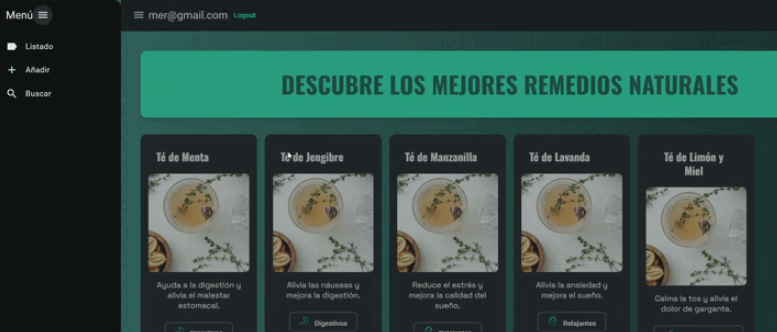 Menú
mer@gmail.com Logout
Listado
Añadir
Buscar
DESCUBRE LOS MEJORES REMEDIOS NATURALES
Té de Menta
Ayuda a la digestión y
alivia el malestar
estomacal.
Té de Jengibre
Alivia las náuseas y
mejora la digestión.
Digestivos
Té de Manzanilla
Reduce el estrés y
mejora la calidad del
sueño.
Té de Lavanda
Alivia la ansiedad y
mejora el sueño.
Relajantes
Té de Limón y
Miel
Calma la tos y alivia el
dolor de garganta.